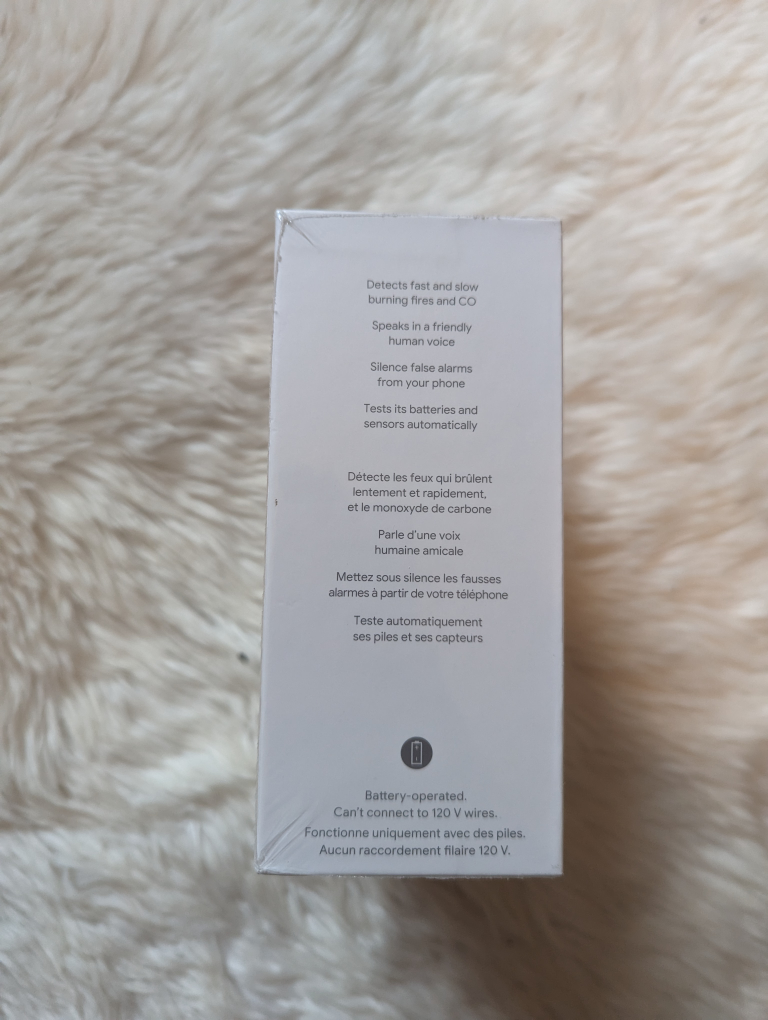 Detects fast and slow
burning fires and CO
Speaks in a friendly
human voice
Silence false alarms
from your phone
Tests its batteries and
sensors automatically
Détecte les feux qui brûlent
lentement et rapidement,
et le monoxyde de carbone
Parle d'une voix
humaine amicale
Mettez sous silence les fausses
alarmes à partir de votre téléphone
Teste automatiquement
ses piles et ses capteurs
Battery-operated.
Can't connect to 120 V wires.
Fonctionne uniquement avec des piles.
Aucun raccordement filaire 120 V.